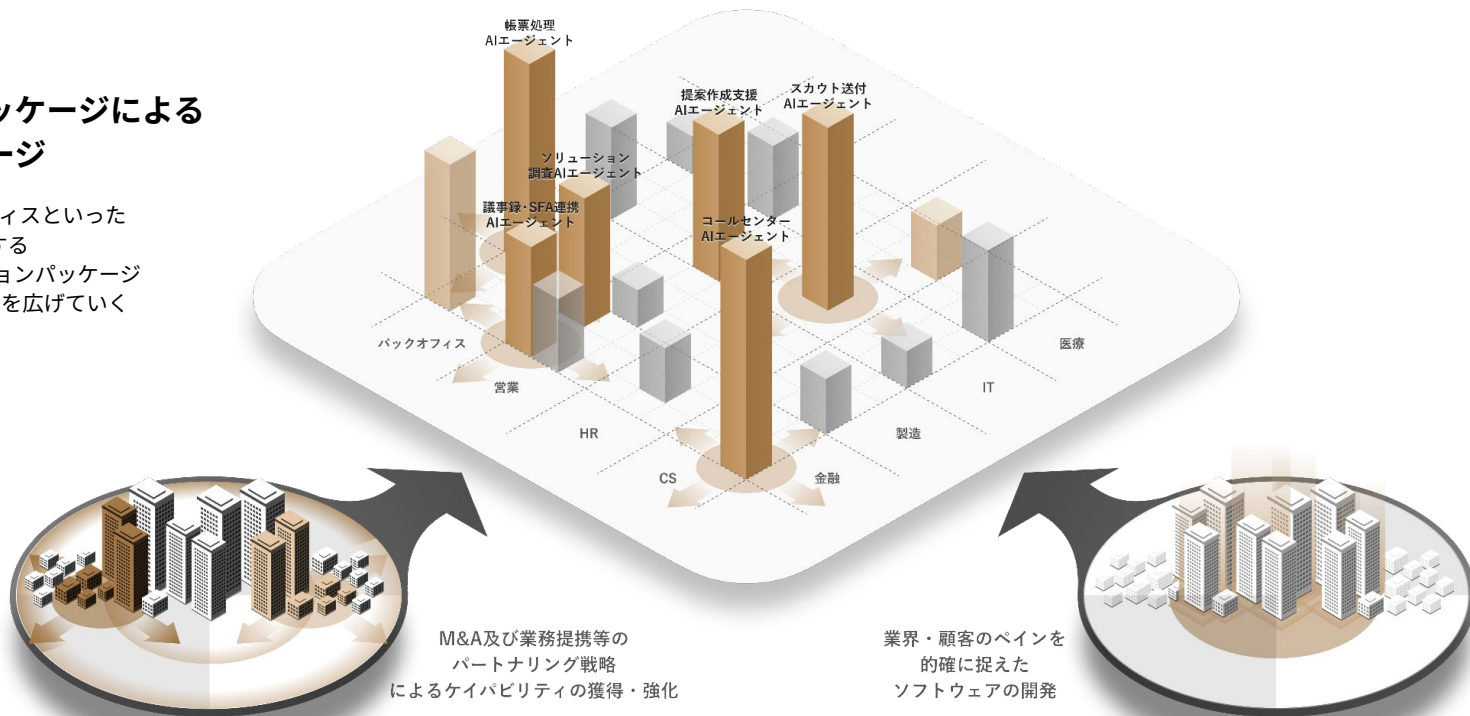 ッケージによる
ージ
ィスといった
する
ョンパッケージ
を広げていく
帳票処理
AIエージェント
提案作成支援
AIエージェント
スカウト送付
AIエージェント
ソリューション
調査AIエージェント
議事録・SFA連携
AIエージェント
コールセンター
AIエージェント
バックオフィス
営業
HR
CS
医療
IT
製造
金融
M&A及び業務提携等の
パートナリング戦略
によるケイパビリティの獲得・強化
業界・顧客のペインを
的確に捉えた
ソフトウェアの開発